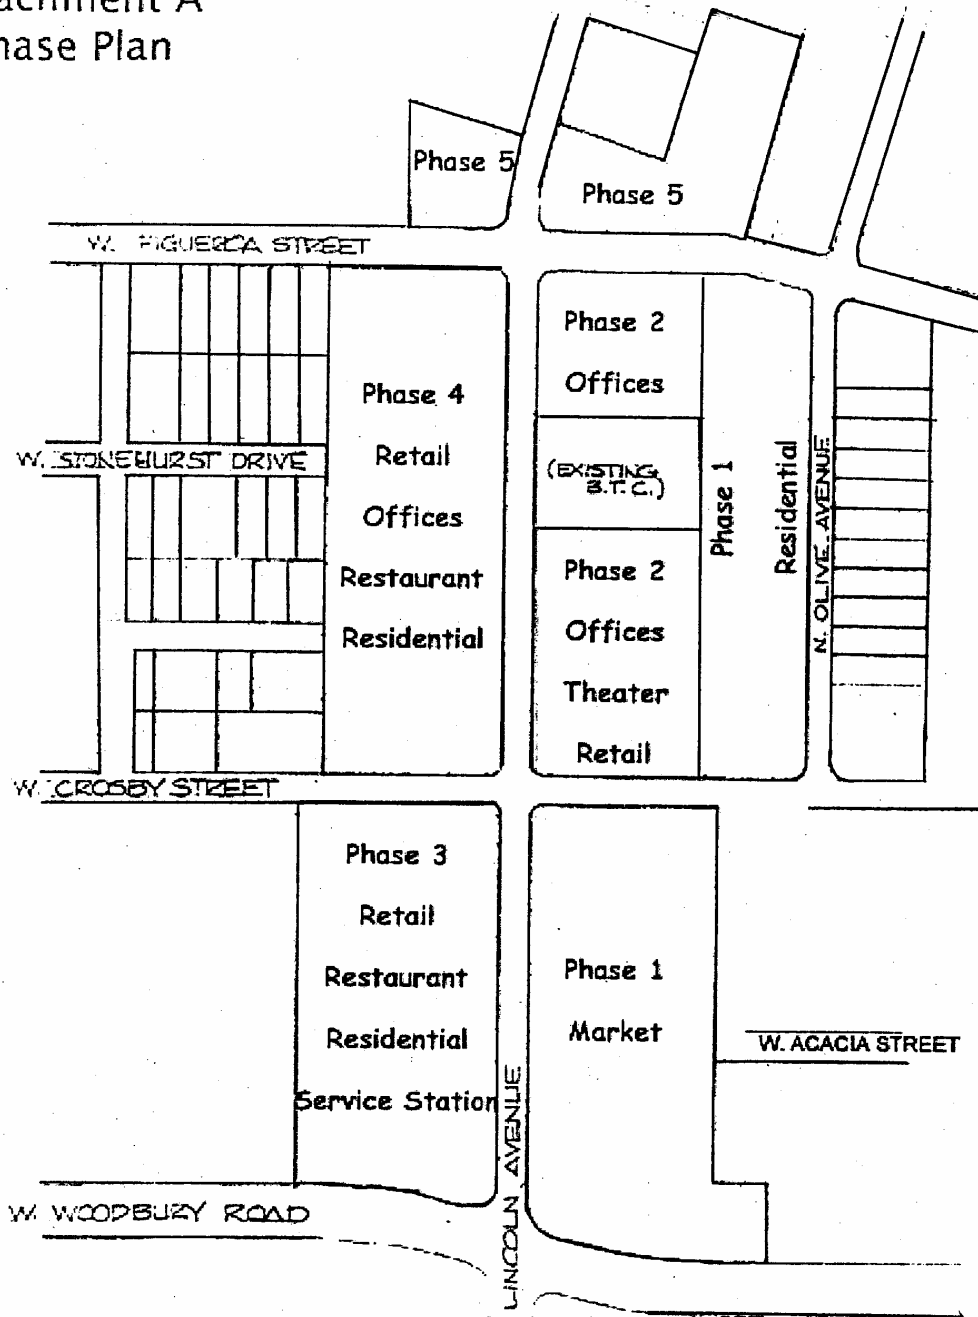 achment A
hase Plan
Phase 5
Phase 5
W. FIGUEROA STREET
Phase 2
Offices
Phase 4
Retail
Offices
Restaurant
Residential
W. STONEHURST DRIVE
(EXISTING
B.T.C.)
Phase 1
Residential
N. OLIVE AVENUE
Phase 2
Offices
Theater
Retail
W. CROSBY STREET
Phase 3
Retail
Restaurant
Residential
Service Station
Phase 1
Market
W. ACACIA STREET
LINCOLN AVENUE
W. WOODBURY ROAD